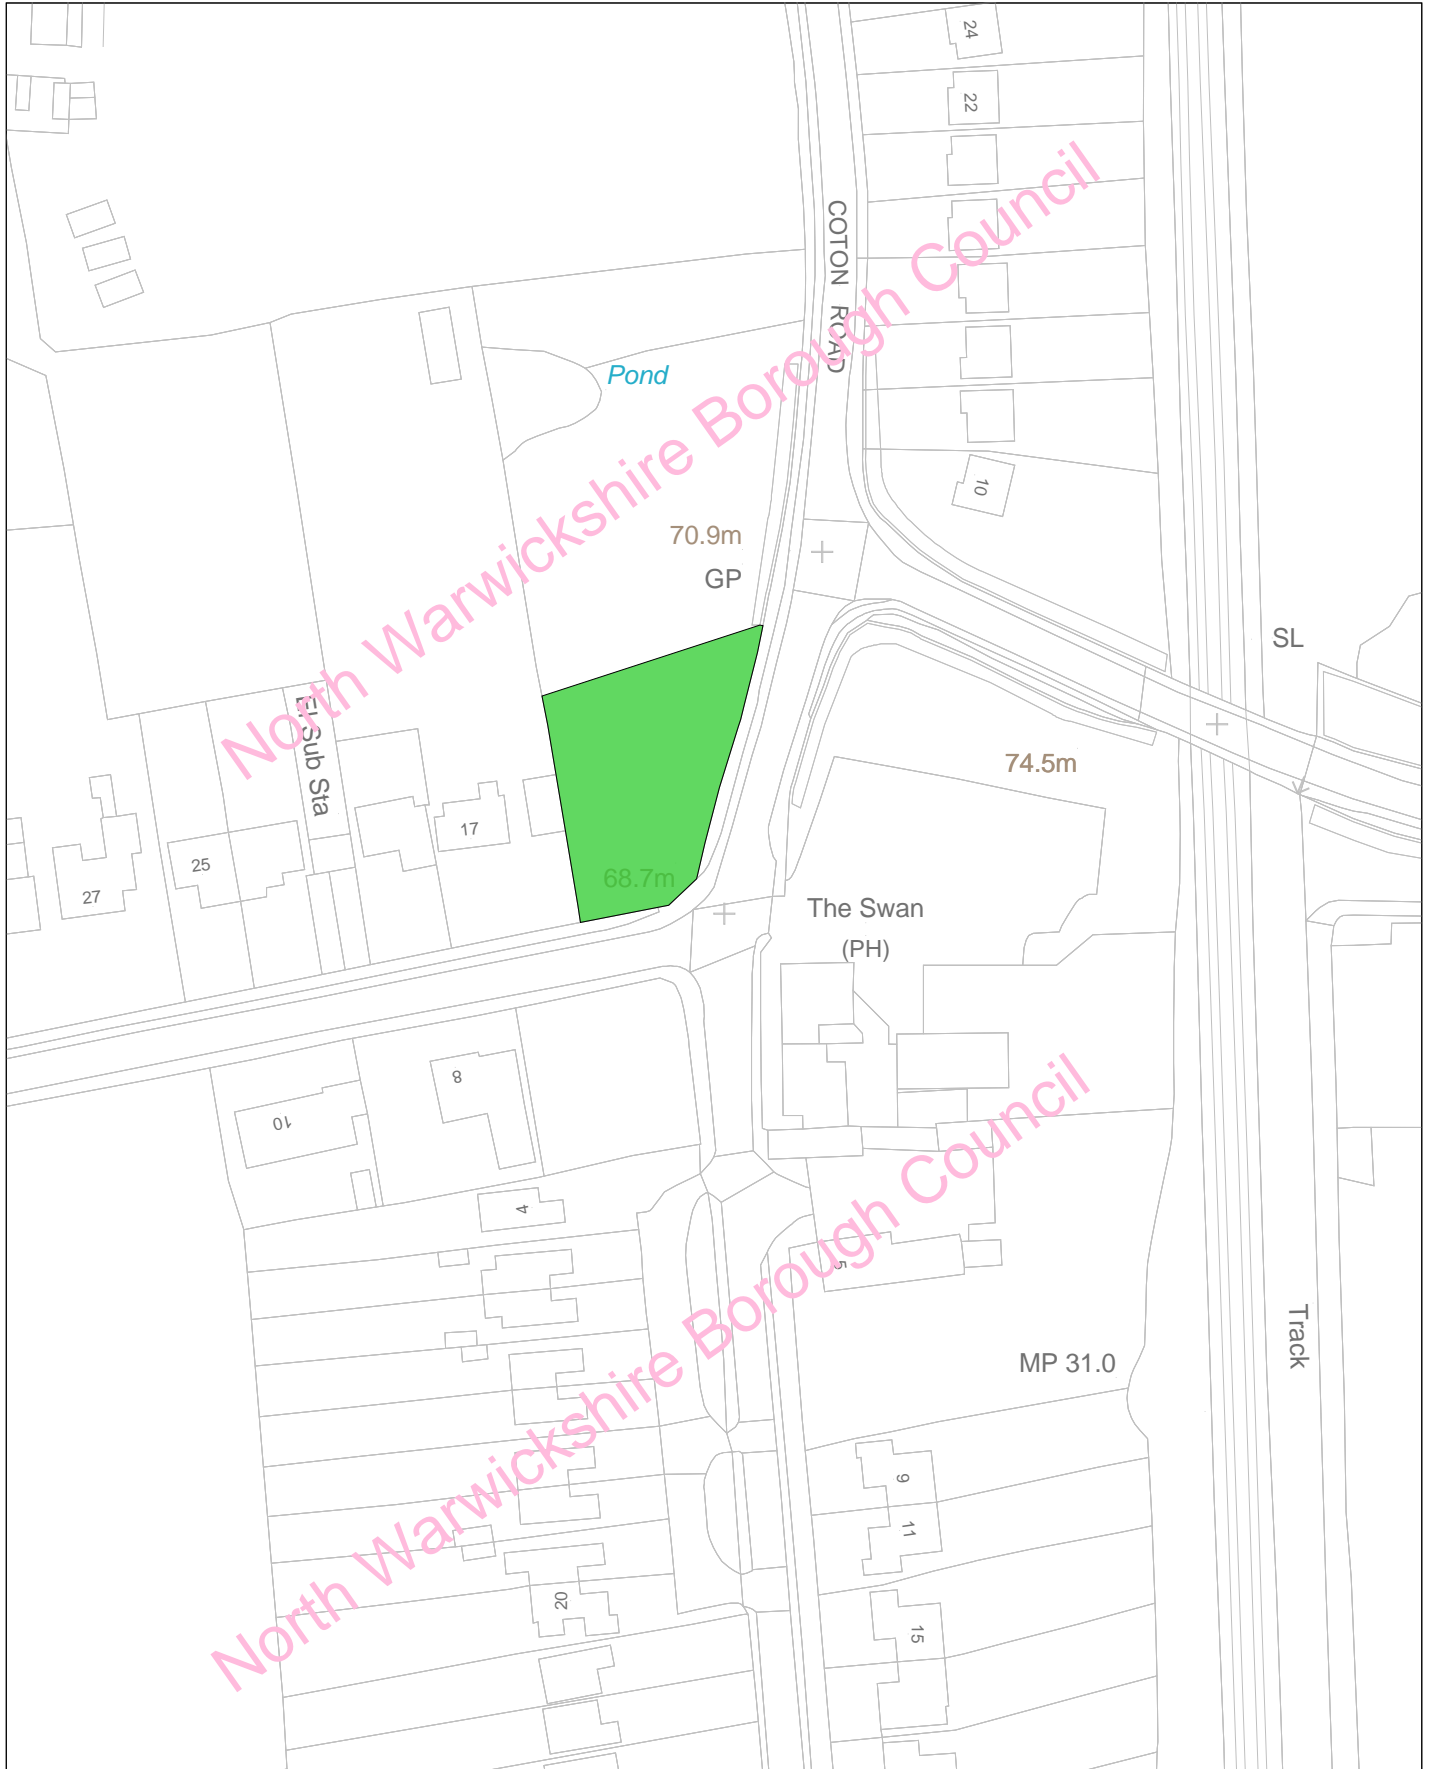 24
22
COTON ROAD
North Warwickshire Borough Council
Pond
10
70.9m
GP
SL
El Sub Sta
74.5m
17
25
68.7m
27
The Swan
(PH)
8
10
4
5
North Warwickshire Borough Council
Track
MP 31.0
9
11
20
15